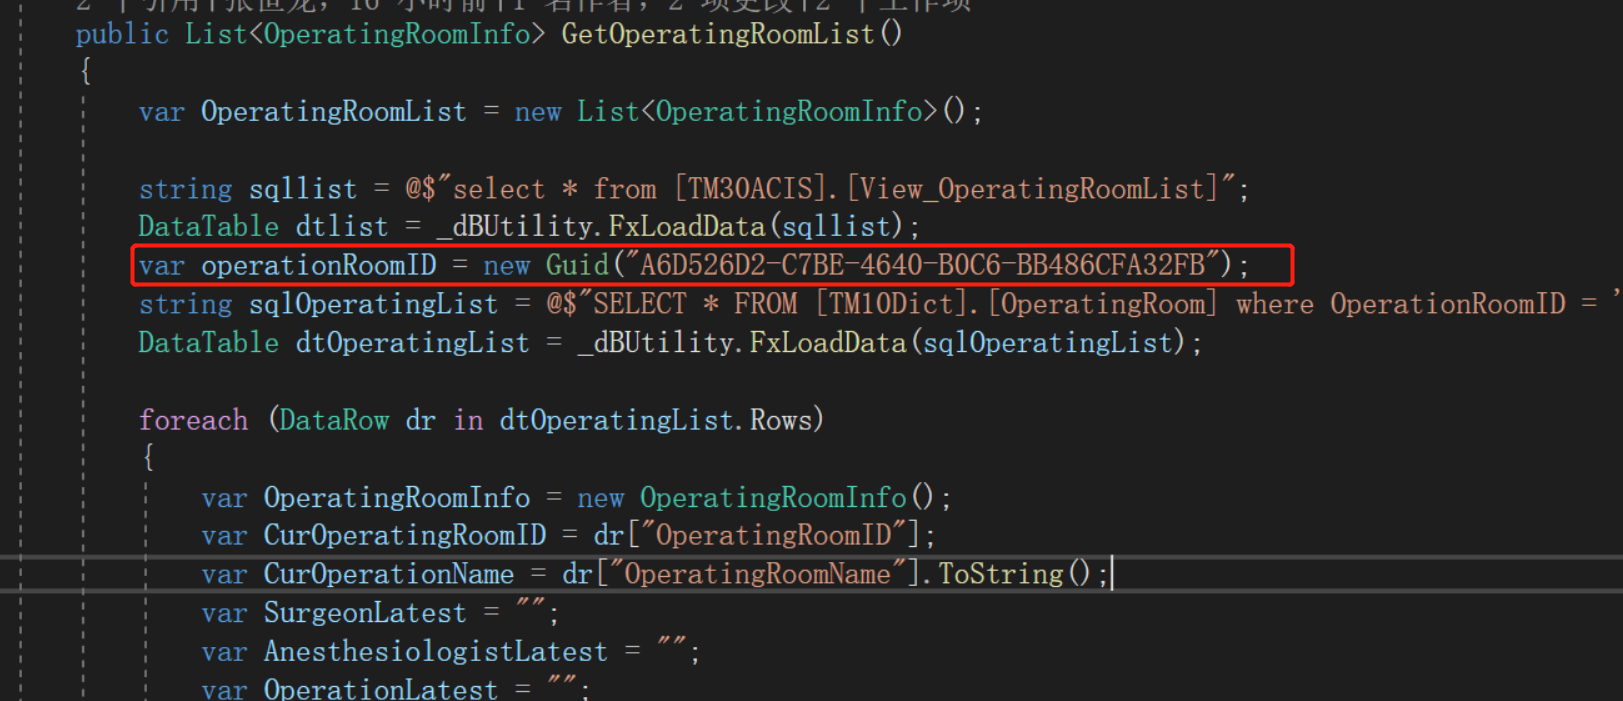 public List<OperatingRoomInfo> GetOperatingRoomList()
{
var OperatingRoomList = new List<OperatingRoomInfo>();
string sqllist = @$"select * from [TM30ACIS].[View_OperatingRoomList]";
DataTable dtlist = _dBUtility.FxLoadData(sqllist);
var operationRoomID = new Guid("A6D526D2-C7BE-4640-B0C6-BB486CFA32FB");
string sqlOperatingList = @$"SELECT * FROM [TM10Dict].[OperatingRoom] where OperationRoomID = '
DataTable dtOperatingList = _dBUtility.FxLoadData(sqlOperatingList);
foreach (DataRow dr in dtOperatingList.Rows)
{
var OperatingRoomInfo = new OperatingRoomInfo();
var CurOperatingRoomID = dr["OperatingRoomID"];
var CurOperationName = dr["OperatingRoomName"].ToString();
var SurgeonLatest = "";
var AnesthesiologistLatest = "";
var OperationLatest = "";